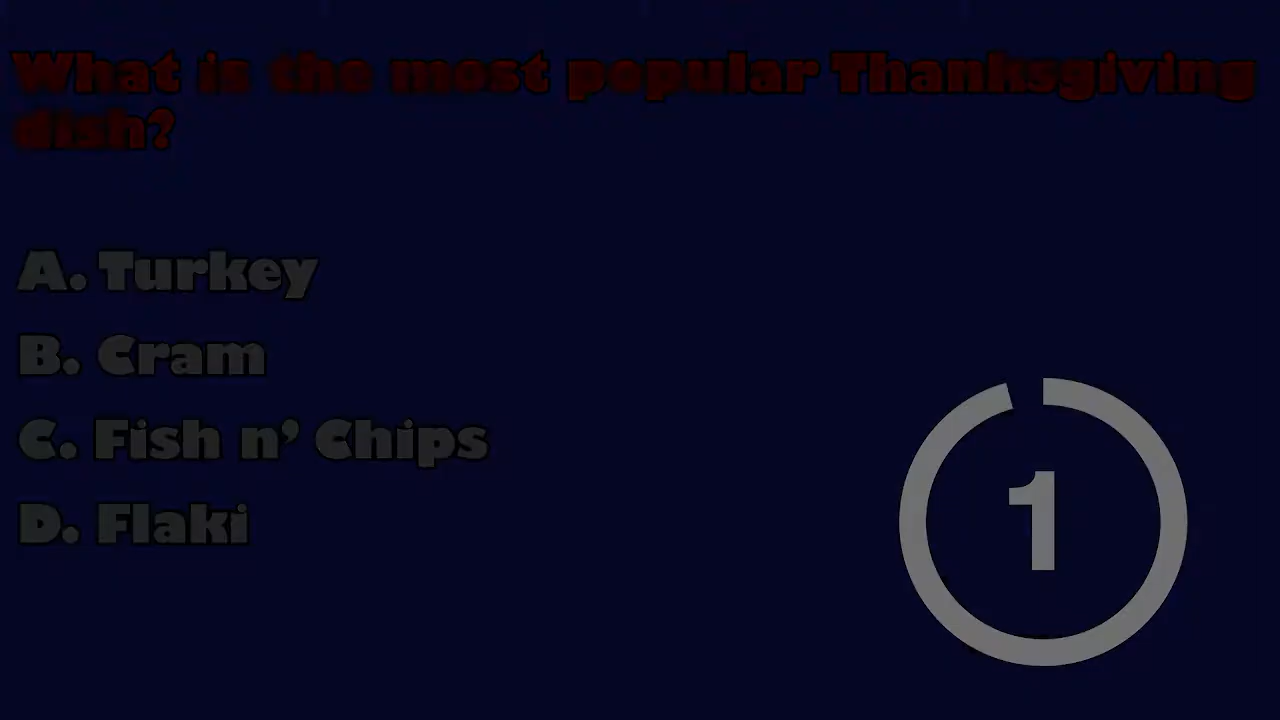 What is the most popular Thanksgiving
dish?
A. Turkey
B. Cram
C. Fish n’ Chips
D. Flaki
1